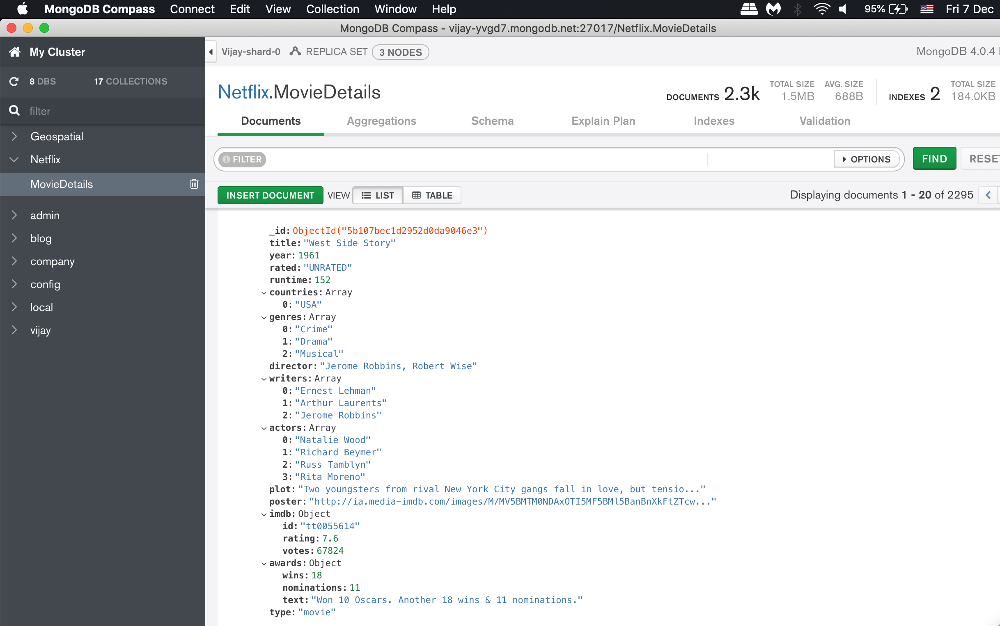 MongoDB Compass Connect Edit View Collection Window Help 95% Fri 7 Dec
MongoDB Compass - vijay-yvgd7.mongodb.net:27017/Netflix.MovieDetails
My Cluster
Vijay-shard-0 REPLICA SET 3 NODES MongoDB 4.0.4
8 DBS 17 COLLECTIONS
filter
Netflix.MovieDetails
DOCUMENTS 2.3k TOTAL SIZE 1.5MB AVG. SIZE 688B INDEXES 2 TOTAL SIZE 184.0KB
Documents Aggregations Schema Explain Plan Indexes Validation
Geospatial
Netflix
MovieDetails
admin
blog
company
config
local
vijay
FILTER OPTIONS FIND RESET
INSERT DOCUMENT VIEW LIST TABLE Displaying documents 1 - 20 of 2295
_id: ObjectId("5b107bec1d2952d0da9046e3")
title: "West Side Story"
year: 1961
rated: "UNRATED"
runtime: 152
countries: Array
0: "USA"
genres: Array
0: "Crime"
1: "Drama"
2: "Musical"
director: "Jerome Robbins, Robert Wise"
writers: Array
0: "Ernest Lehman"
1: "Arthur Laurents"
2: "Jerome Robbins"
actors: Array
0: "Natalie Wood"
1: "Richard Beymer"
2: "Russ Tamblyn"
3: "Rita Moreno"
plot: "Two youngsters from rival New York City gangs fall in love, but tensio..."
poster: "http://ia.media-imdb.com/images/M/MV5BMTM0NDAxOTI5MF5BMl5BanBnXkFtZTcw..."
imdb: Object
id: "tt0055614"
rating: 7.6
votes: 67824
awards: Object
wins: 18
nominations: 11
text: "Won 10 Oscars. Another 18 wins & 11 nominations."
type: "movie"